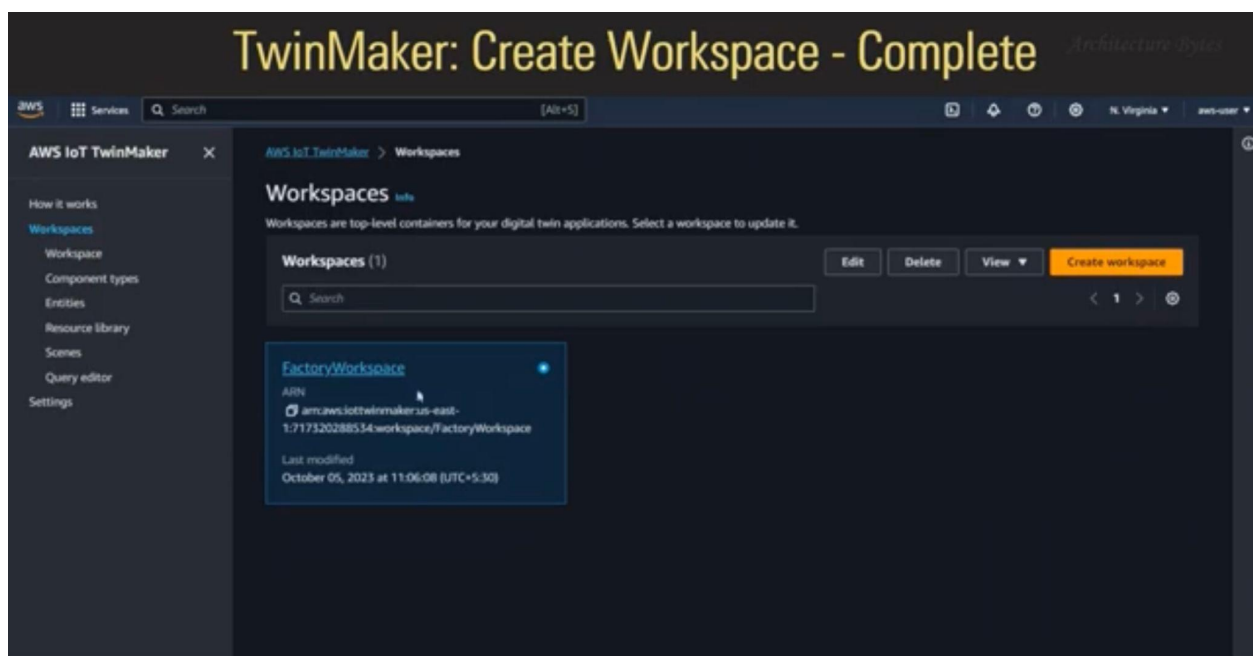 TwinMaker: Create Workspace - Complete
Architecture Bytes
aws
Services
Search
[Alt+S]
N. Virginia
aws-user
AWS IoT TwinMaker
AWS IoT TwinMaker > Workspaces
How it works
Workspaces
Workspace
Component types
Entities
Resource library
Scenes
Query editor
Settings
Workspaces Info
Workspaces are top-level containers for your digital twin applications. Select a workspace to update it.
Workspaces (1)
Edit
Delete
View
Create workspace
Search
< 1 >
FactoryWorkspace
ARN
arn:aws:iottwinmaker:us-east-
1:717320288534:workspace/FactoryWorkspace
Last modified
October 05, 2023 at 11:06:08 (UTC+5:30)